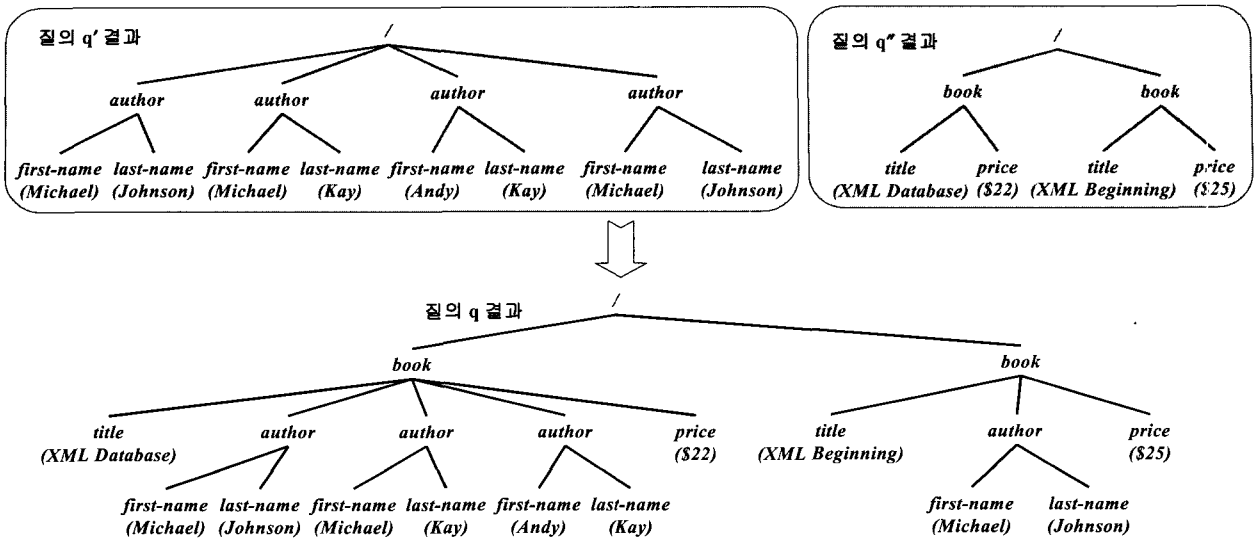 질의 q′ 결과
/
author author author author
first-name last-name first-name last-name first-name last-name first-name last-name
(Michael) (Johnson) (Michael) (Kay) (Andy) (Kay) (Michael) (Johnson)
질의 q″ 결과
/
book book
title price title price
(XML Database) ($22) (XML Beginning) ($25)
질의 q 결과
/
book book
title author author author price title author price
(XML Database) ($22) (XML Beginning) ($25)
first-name last-name first-name last-name first-name last-name first-name last-name
(Michael) (Johnson) (Michael) (Kay) (Andy) (Kay) (Michael) (Johnson)